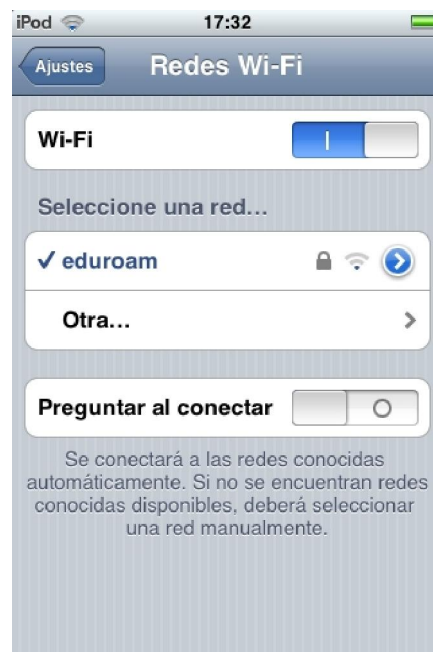 iPod 17:32
Ajustes Redes Wi-Fi
Wi-Fi
Seleccione una red...
✓ eduroam
Otra...
Preguntar al conectar
Se conectará a las redes conocidas
automáticamente. Si no se encuentran redes
conocidas disponibles, deberá seleccionar
una red manualmente.